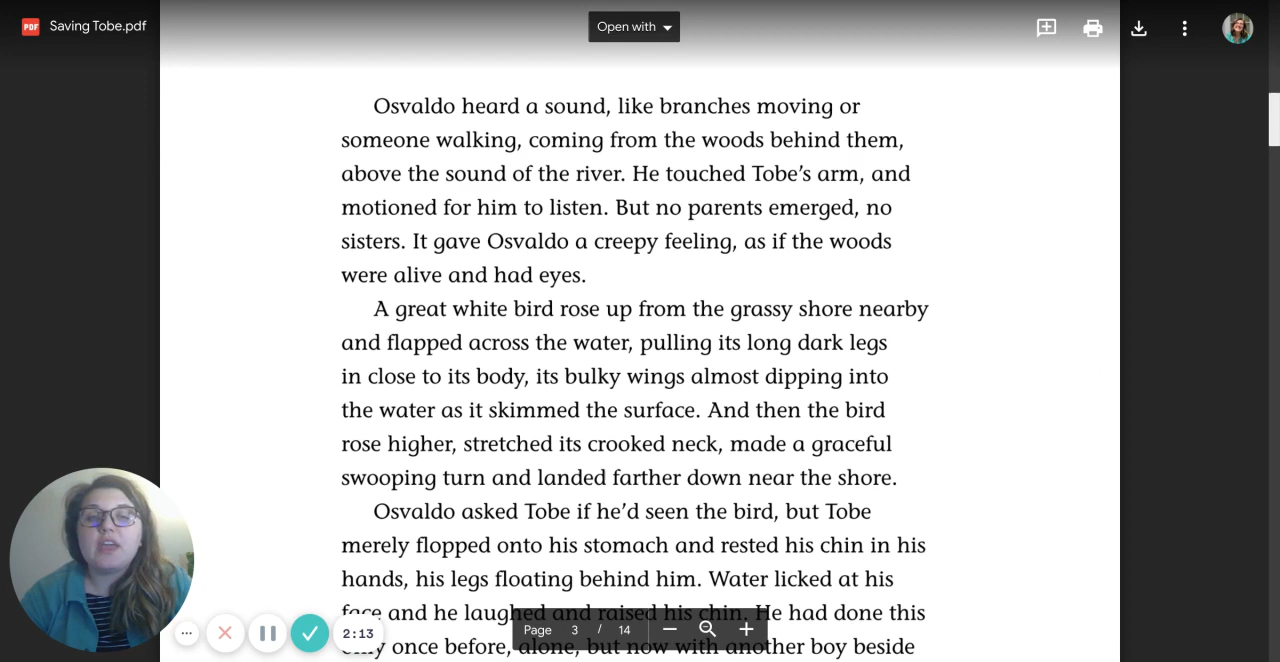 PDF Saving Tobe.pdf
Open with
Osvaldo heard a sound, like branches moving or
someone walking, coming from the woods behind them,
above the sound of the river. He touched Tobe’s arm, and
motioned for him to listen. But no parents emerged, no
sisters. It gave Osvaldo a creepy feeling, as if the woods
were alive and had eyes.
A great white bird rose up from the grassy shore nearby
and flapped across the water, pulling its long dark legs
in close to its body, its bulky wings almost dipping into
the water as it skimmed the surface. And then the bird
rose higher, stretched its crooked neck, made a graceful
swooping turn and landed farther down near the shore.
Osvaldo asked Tobe if he’d seen the bird, but Tobe
merely flopped onto his stomach and rested his chin in his
hands, his legs floating behind him. Water licked at his
face and he laughed and raised his chin. He had done this
only once before, alone, but now with another boy beside
2:13
Page 3 / 14